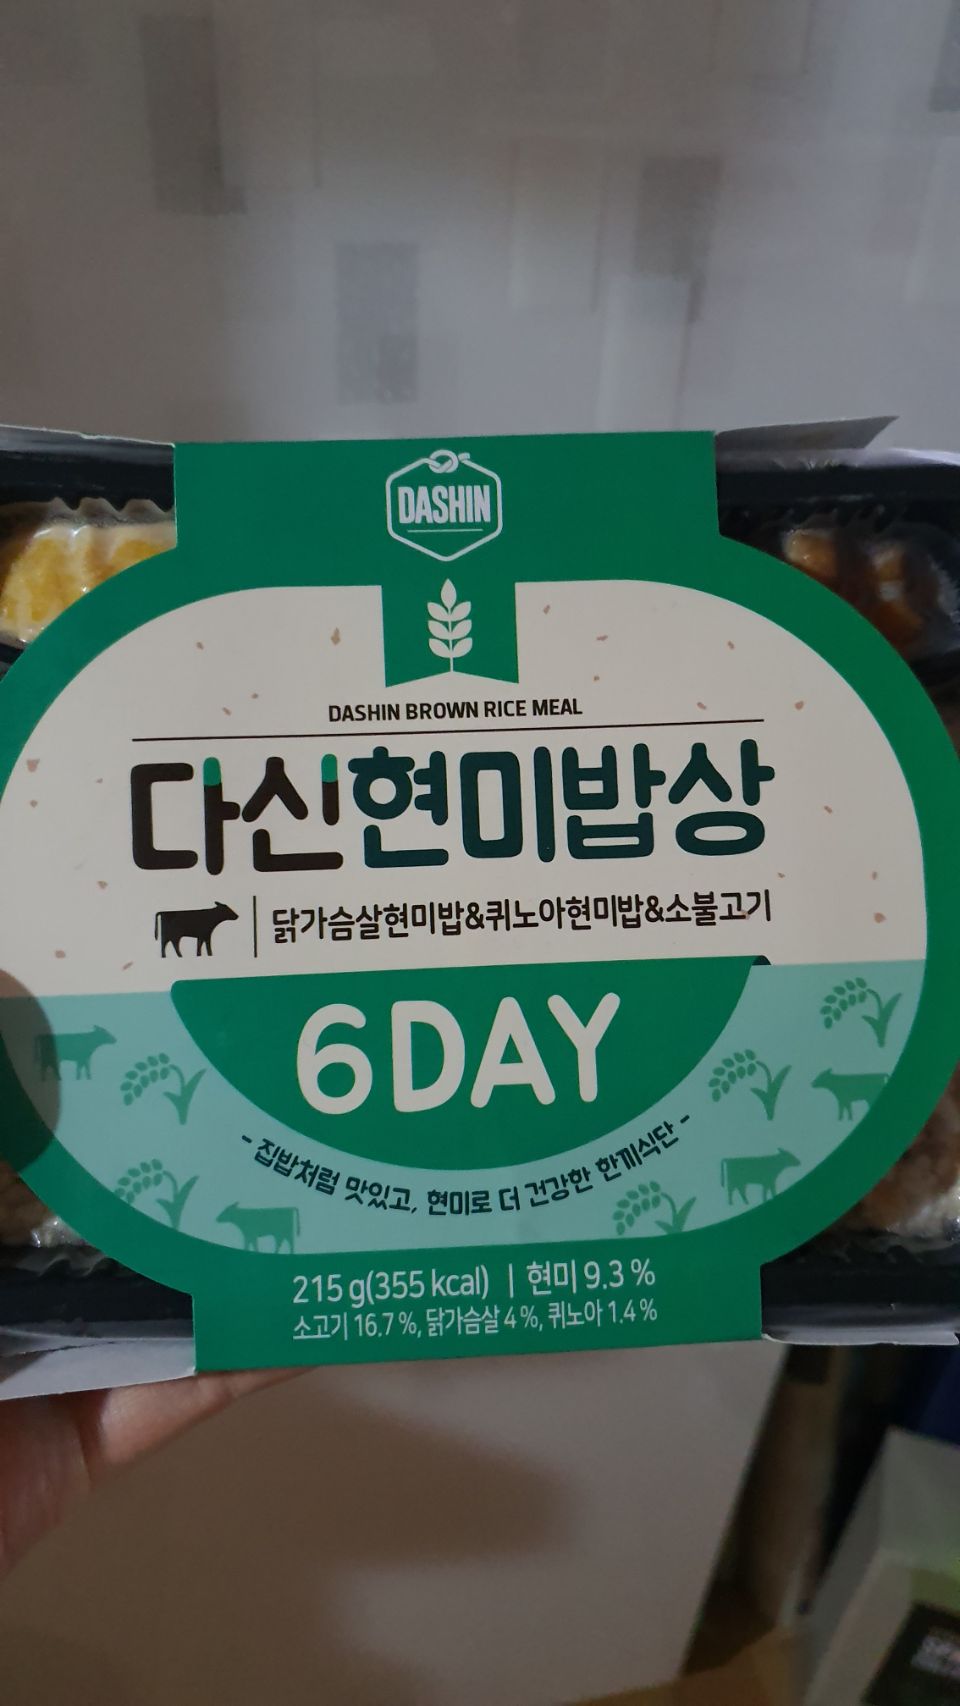 DASHIN
DASHIN BROWN RICE MEAL
다신현미밥상
닭가슴살현미밥&퀴노아현미밥&소불고기
6DAY
- 집밥처럼 맛있고, 현미로 더 건강한 한끼식단 -
215 g(355 kcal) | 현미 9.3 %
소고기 16.7 %, 닭가슴살 4 %, 퀴노아 1.4 %